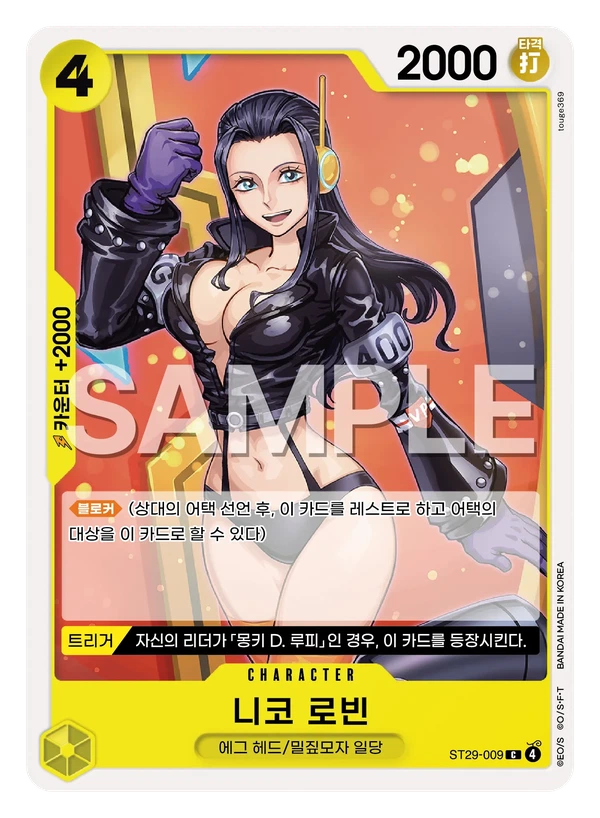 4
2000
타격
打
touge369
카운터 +2000
400
VP
SAMPLE
블로커 (상대의 어택 선언 후, 이 카드를 레스트로 하고 어택의
대상을 이 카드로 할 수 있다)
트리거 자신의 리더가 「몽키 D. 루피」인 경우, 이 카드를 등장시킨다.
CHARACTER
니코 로빈
에그 헤드/밀짚모자 일당
ST29-009 C 4
©EO/S ©O/S·F·T BANDAI MADE IN KOREA